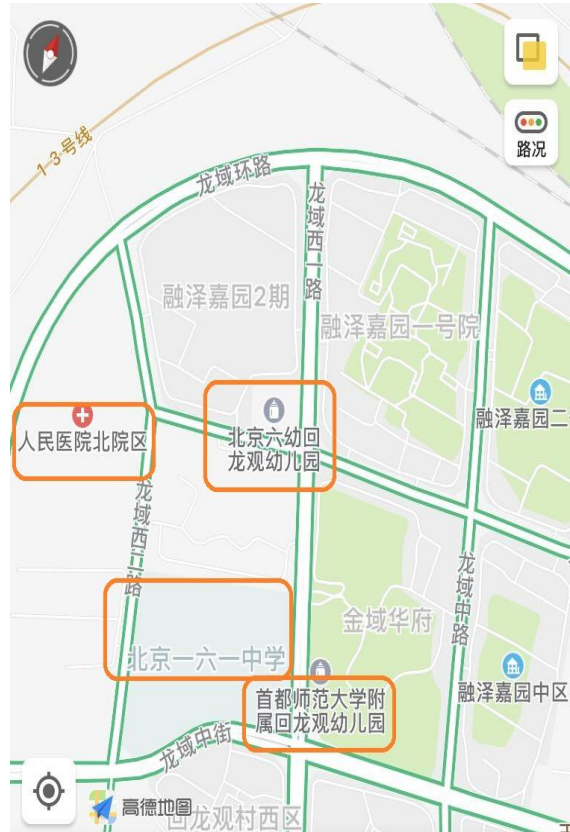 路况
13号线
龙域环路
龙域西一路
融泽嘉园2期
融泽嘉园一号院
融泽嘉园二
人民医院北院区
北京六幼回
龙观幼儿园
龙域西二路
龙域中路
金域华府
北京一六一中学
融泽嘉园中区
首都师范大学附
属回龙观幼儿园
龙域中街
高德地图
回龙观村西区